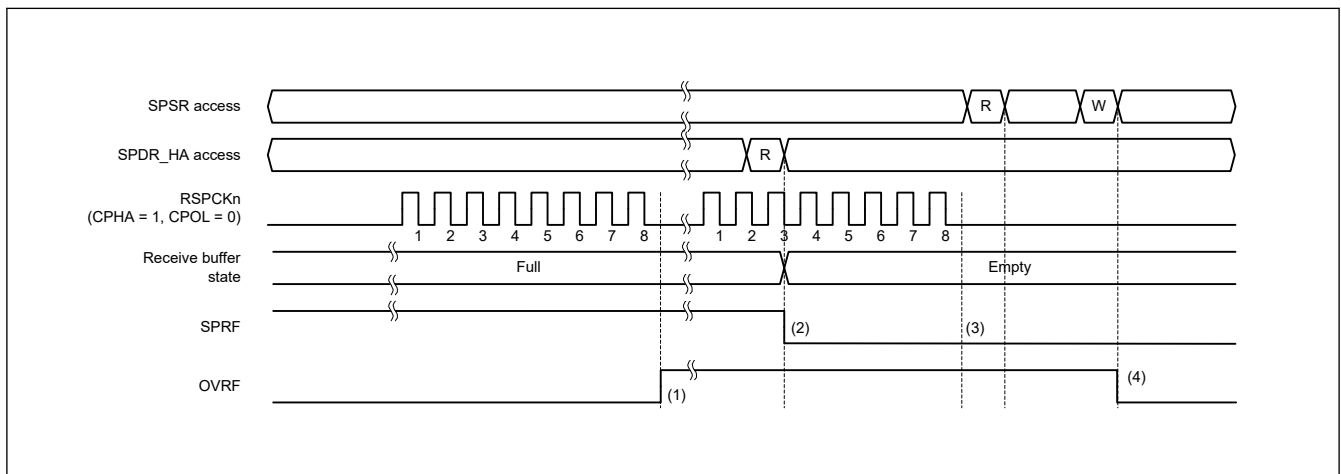 SPSR access
R
W
SPDR_HA access
R
RSPCKn
(CPHA = 1, CPOL = 0)
1 2 3 4 5 6 7 8 1 2 3 4 5 6 7 8
Receive buffer
state
Full
Empty
SPRF
(2)
(3)
OVRF
(1)
(4)